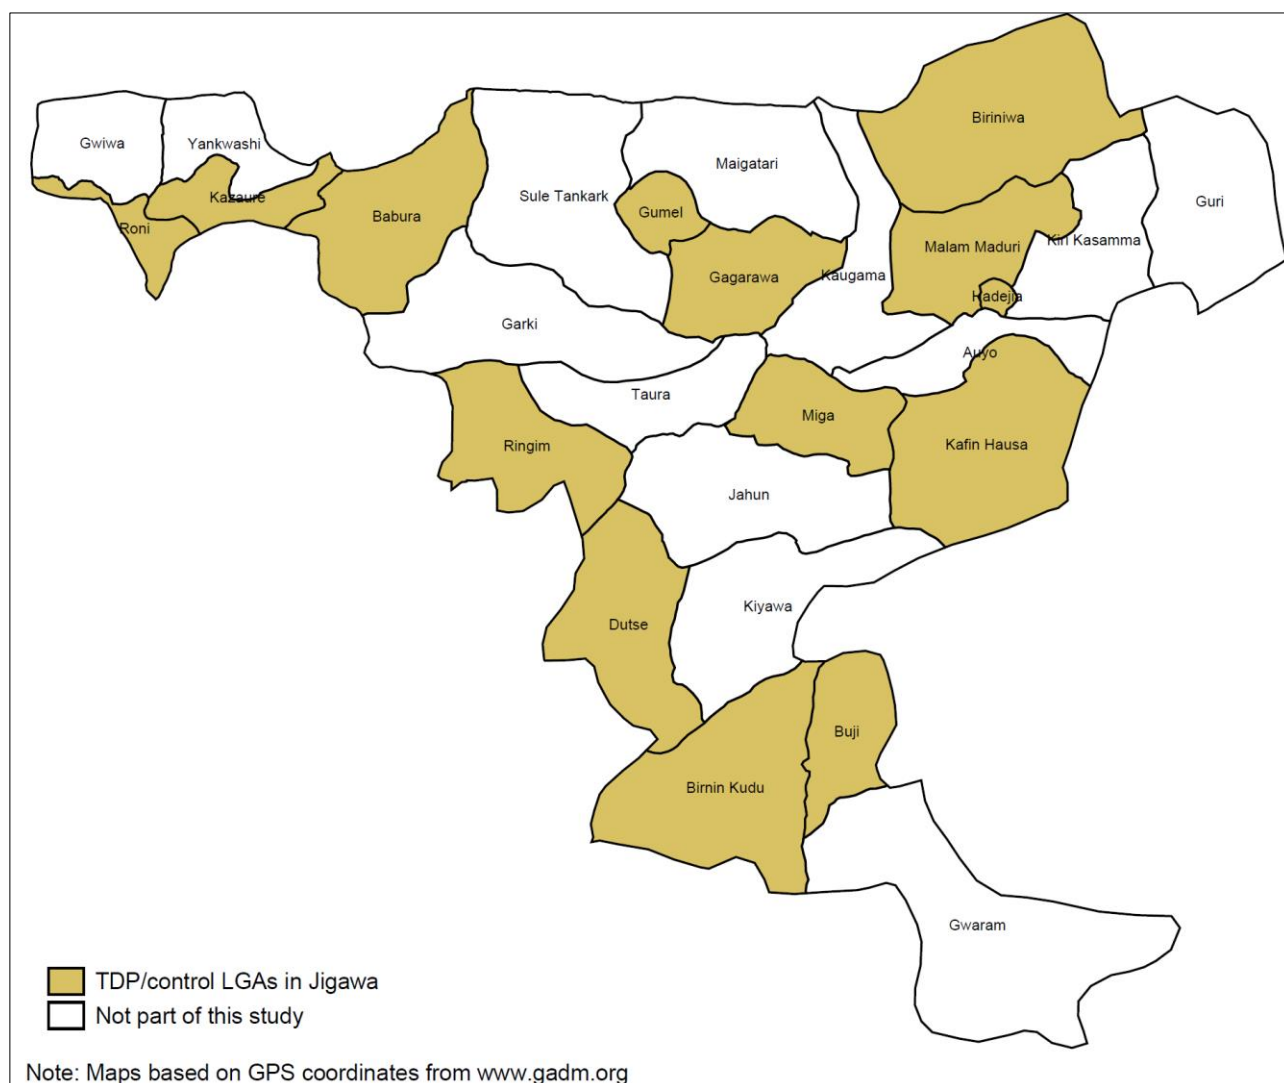 Biriniwa
Gwiwa
Yankwashi
Maigatari
Kazaure
Sule Tankark
Guri
Babura
Gumel
Roni
Malam Maduri
Kiri Kasamma
Gagarawa
Kaugama
Hadejia
Garki
Auyo
Taura
Miga
Ringim
Kafin Hausa
Jahun
Kiyawa
Dutse
Buji
Birnin Kudu
Gwaram
TDP/control LGAs in Jigawa
Not part of this study
Note: Maps based on GPS coordinates from www.gadm.org